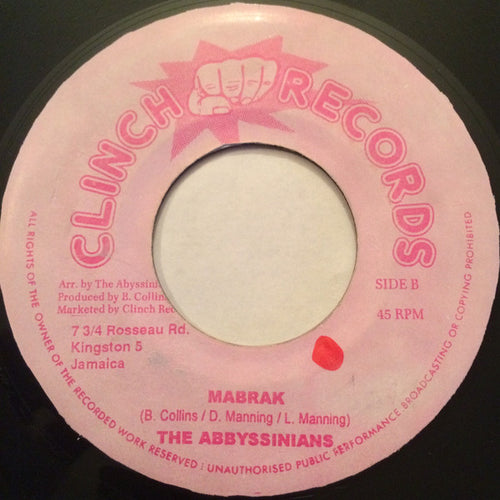 CLINCH RECORDS
Arr. by The Abyssini
Produced by B. Collin
Marketed by Clinch Rec
7 3/4 Rosseau Rd.
Kingston 5
Jamaica
SIDE B
45 RPM
MABRAK
(B. Collins / D. Manning / L. Manning)
THE ABBYSSINIANS
ALL RIGHTS OF THE OWNER OF THE RECORDED WORK RESERVED : UNAUTHORISED PUBLIC PERFORMANCE BROADCASTING OR COPYING PROHIBITED